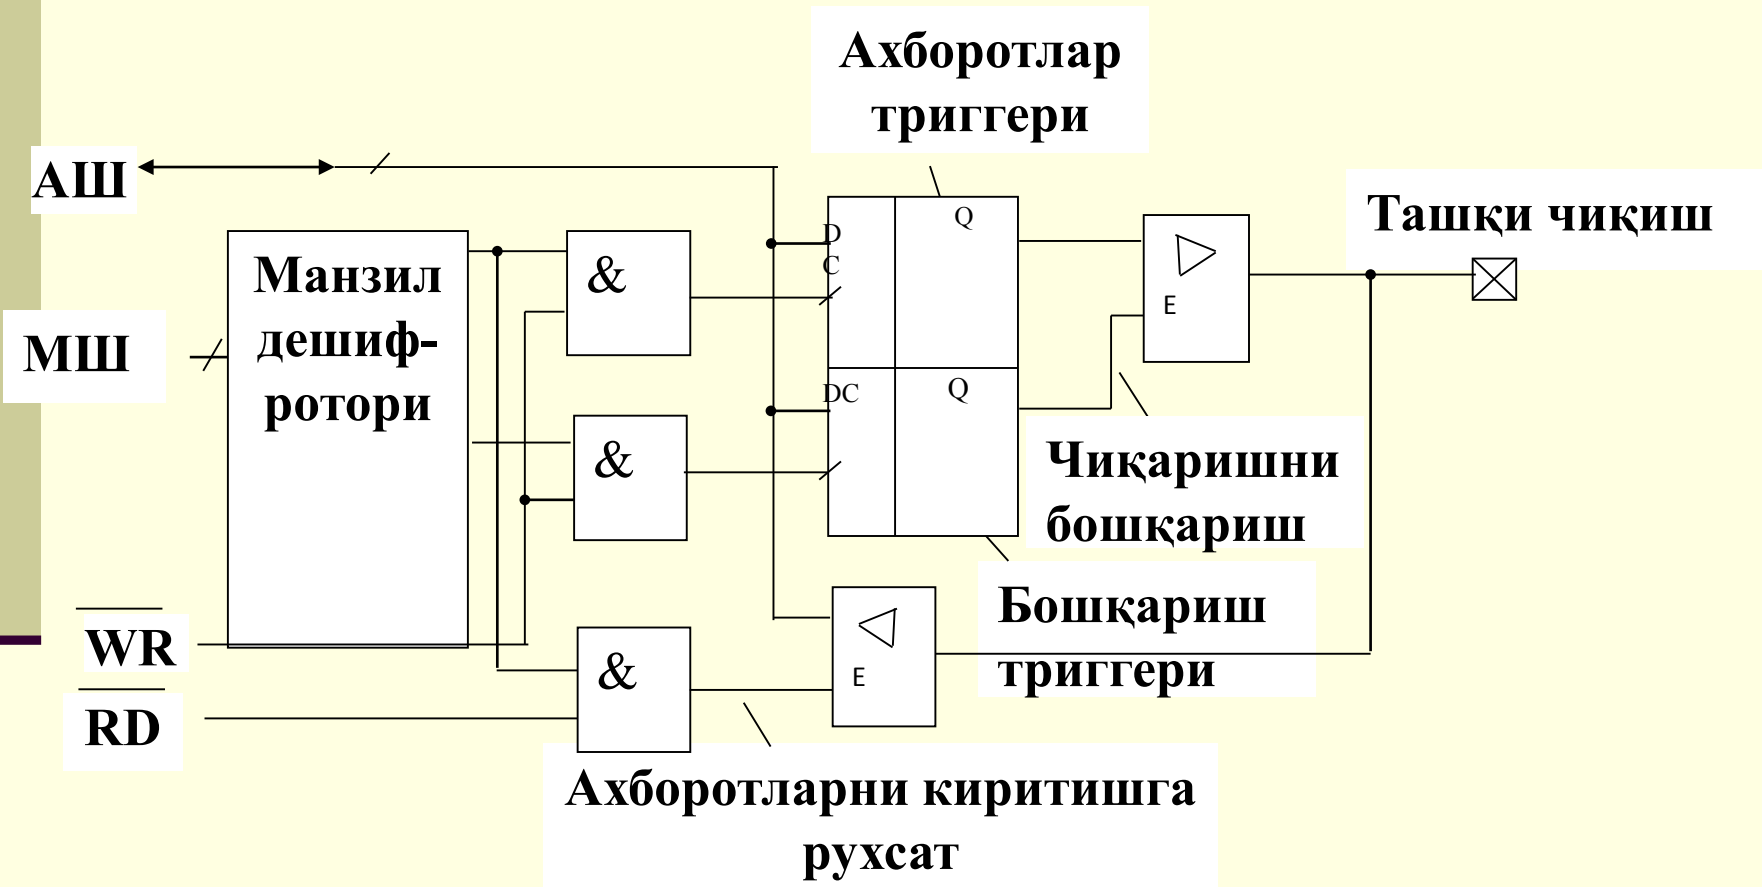 Ахборотлар
триггери
АШ
Ташқи чиқиш
Q
D
C
&
Манзил
дешиф-
ротори
E
МШ
DC
Q
&
Чиқаришни
бошқариш
Бошқариш
триггери
WR
&
E
RD
Ахборотларни киритишга
рухсат